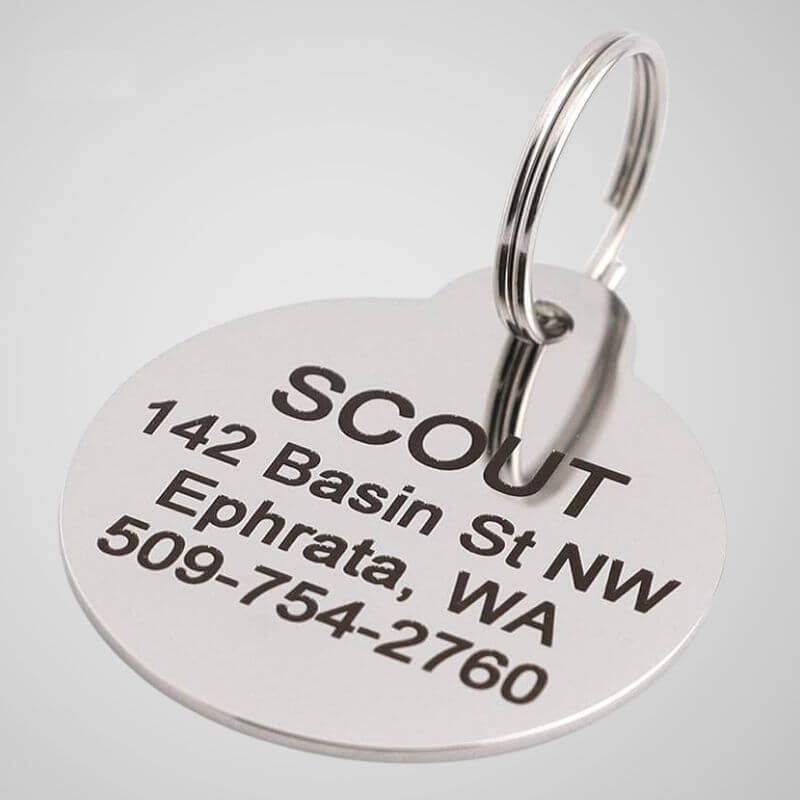 SCOUT
142 Basin St NW
Ephrata, WA
509-754-2760